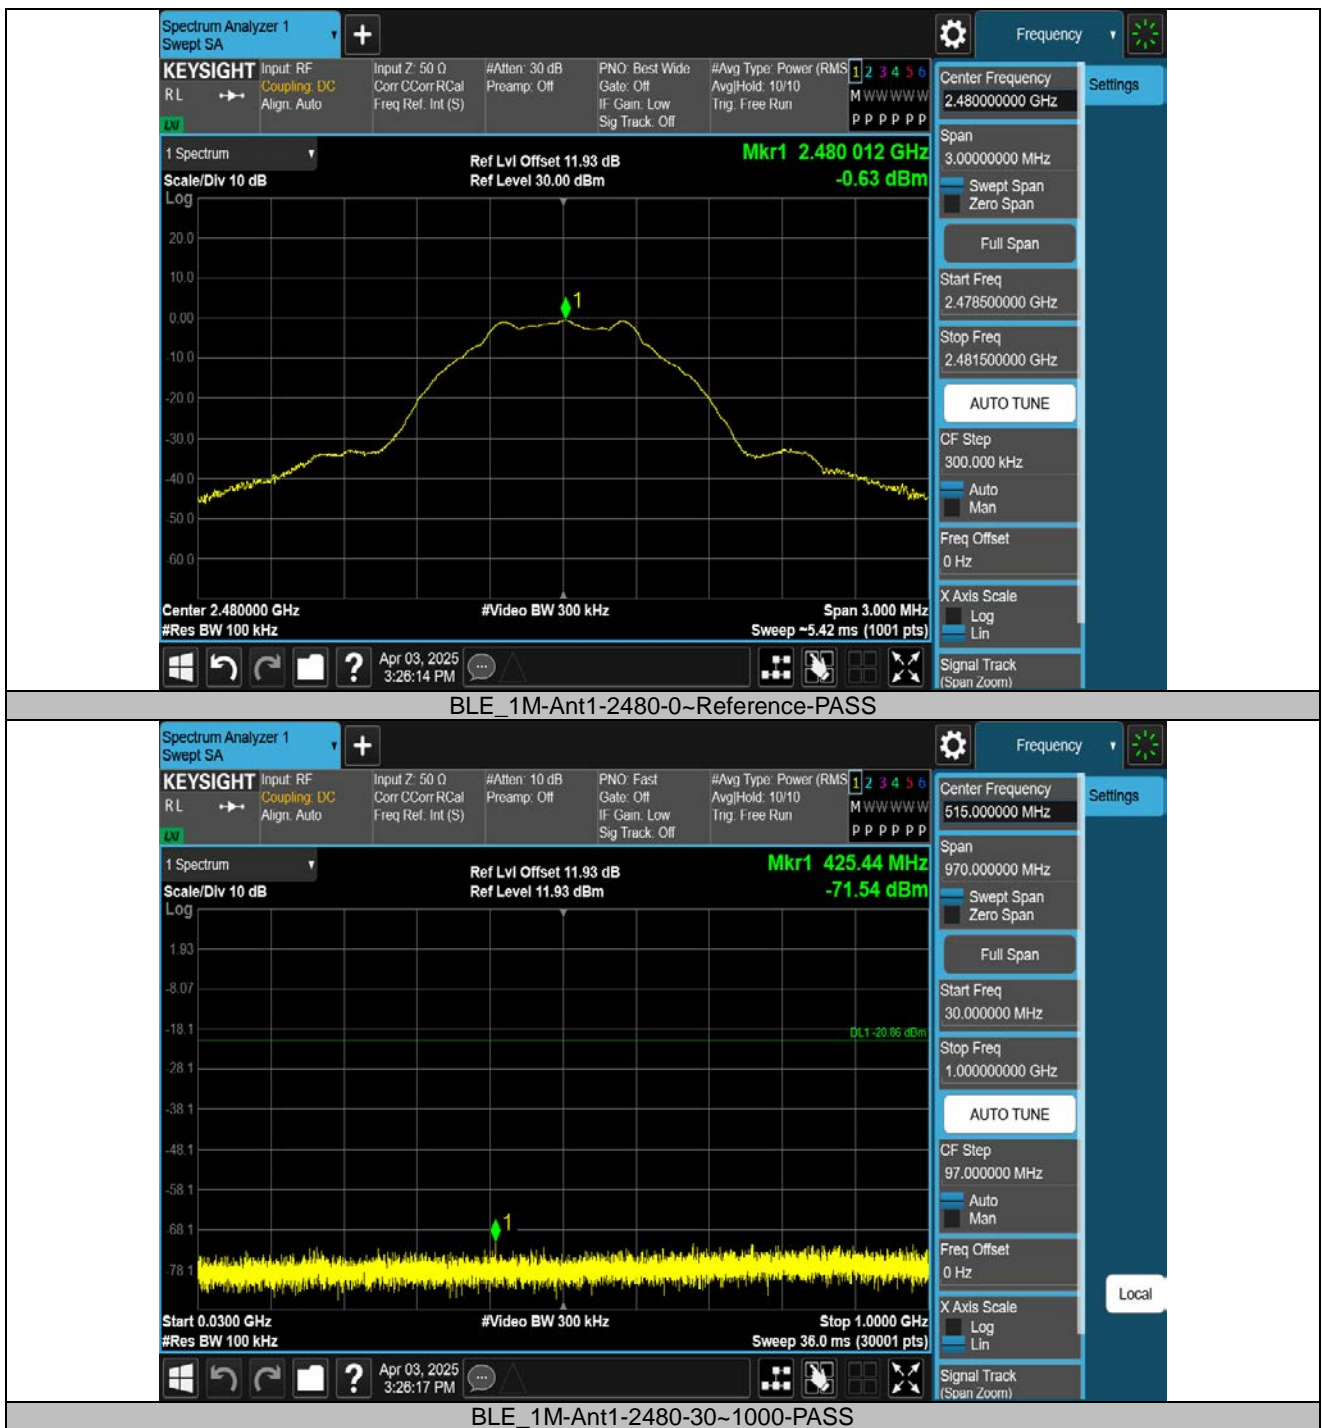 Spectrum Analyzer 1
Swept SA
Frequency
KEYSIGHT
Input: RF
Coupling: DC
Align: Auto
RL
LXI
Input Z: 50 Ω
Corr CCorr RCal
Freq Ref: Int (S)
#Atten: 30 dB
Preamp: Off
PNO: Best Wide
Gate: Off
IF Gain: Low
Sig Track: Off
#Avg Type: Power (RMS
Avg|Hold: 10/10
Trig: Free Run
1 2 3 4 5 6
M W W W W W
P P P P P P
Center Frequency
2.480000000 GHz
Settings
1 Spectrum
Scale/Div 10 dB
Log
Ref Lvl Offset 11.93 dB
Ref Level 30.00 dBm
Mkr1 2.480 012 GHz
-0.63 dBm
20.0
10.0
0.00
-10.0
-20.0
-30.0
-40.0
-50.0
-60.0
1
Center 2.480000 GHz
#Res BW 100 kHz
#Video BW 300 kHz
Span 3.000 MHz
Sweep ~5.42 ms (1001 pts)
Span
3.00000000 MHz
Swept Span
Zero Span
Full Span
Start Freq
2.478500000 GHz
Stop Freq
2.481500000 GHz
AUTO TUNE
CF Step
300.000 kHz
Auto
Man
Freq Offset
0 Hz
X Axis Scale
Log
Lin
Signal Track
(Span Zoom)
Apr 03, 2025
3:26:14 PM
BLE_1M-Ant1-2480-0~Reference-PASS
Spectrum Analyzer 1
Swept SA
Frequency
KEYSIGHT
Input: RF
Coupling: DC
Align: Auto
RL
LXI
Input Z: 50 Ω
Corr CCorr RCal
Freq Ref: Int (S)
#Atten: 10 dB
Preamp: Off
PNO: Fast
Gate: Off
IF Gain: Low
Sig Track: Off
#Avg Type: Power (RMS
Avg|Hold: 10/10
Trig: Free Run
1 2 3 4 5 6
M W W W W W
P P P P P P
Center Frequency
515.000000 MHz
Settings
1 Spectrum
Scale/Div 10 dB
Log
Ref Lvl Offset 11.93 dB
Ref Level 11.93 dBm
Mkr1 425.44 MHz
-71.54 dBm
1.93
-8.07
-18.1
-28.1
-38.1
-48.1
-58.1
-68.1
-78.1
DL1 -20.86 dBm
1
Start 0.0300 GHz
#Res BW 100 kHz
#Video BW 300 kHz
Stop 1.0000 GHz
Sweep 36.0 ms (30001 pts)
Span
970.000000 MHz
Swept Span
Zero Span
Full Span
Start Freq
30.000000 MHz
Stop Freq
1.000000000 GHz
AUTO TUNE
CF Step
97.000000 MHz
Auto
Man
Freq Offset
0 Hz
X Axis Scale
Log
Lin
Signal Track
(Span Zoom)
Local
Apr 03, 2025
3:26:17 PM
BLE_1M-Ant1-2480-30~1000-PASS